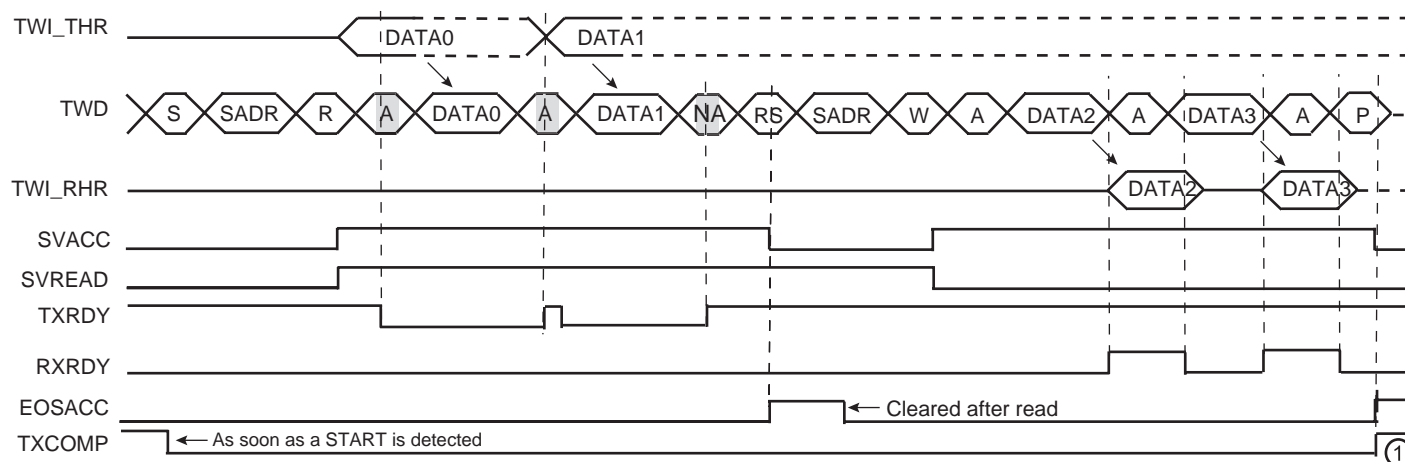 TWI_THR DATA0 DATA1
TWD S SADR R A DATA0 A DATA1 NA RS SADR W A DATA2 A DATA3 A P
TWI_RHR DATA2 DATA3
SVACC
SVREAD
TXRDY
RXRDY
EOSACC Cleared after read
TXCOMP As soon as a START is detected 1